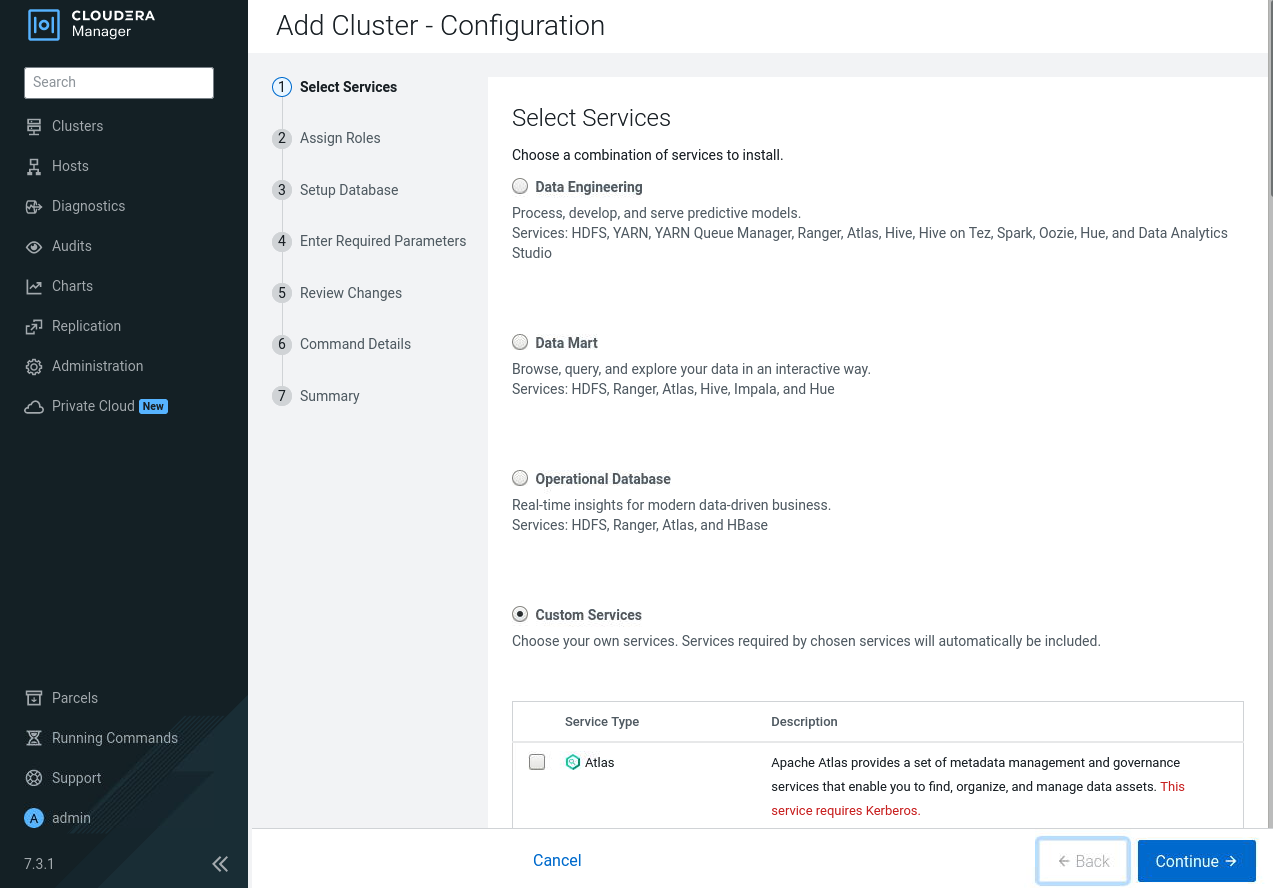 CLOUDERA
Manager
Search
Clusters
Hosts
Diagnostics
Audits
Charts
Replication
Administration
Private Cloud New
Parcels
Running Commands
Support
A admin
7.3.1
Add Cluster - Configuration
1 Select Services
2 Assign Roles
3 Setup Database
4 Enter Required Parameters
5 Review Changes
6 Command Details
7 Summary
Select Services
Choose a combination of services to install.
Data Engineering
Process, develop, and serve predictive models.
Services: HDFS, YARN, YARN Queue Manager, Ranger, Atlas, Hive, Hive on Tez, Spark, Oozie, Hue, and Data Analytics
Studio
Data Mart
Browse, query, and explore your data in an interactive way.
Services: HDFS, Ranger, Atlas, Hive, Impala, and Hue
Operational Database
Real-time insights for modern data-driven business.
Services: HDFS, Ranger, Atlas, and HBase
Custom Services
Choose your own services. Services required by chosen services will automatically be included.
Service Type Description
Atlas Apache Atlas provides a set of metadata management and governance
services that enable you to find, organize, and manage data assets. This
service requires Kerberos.
Cancel
← Back
Continue →